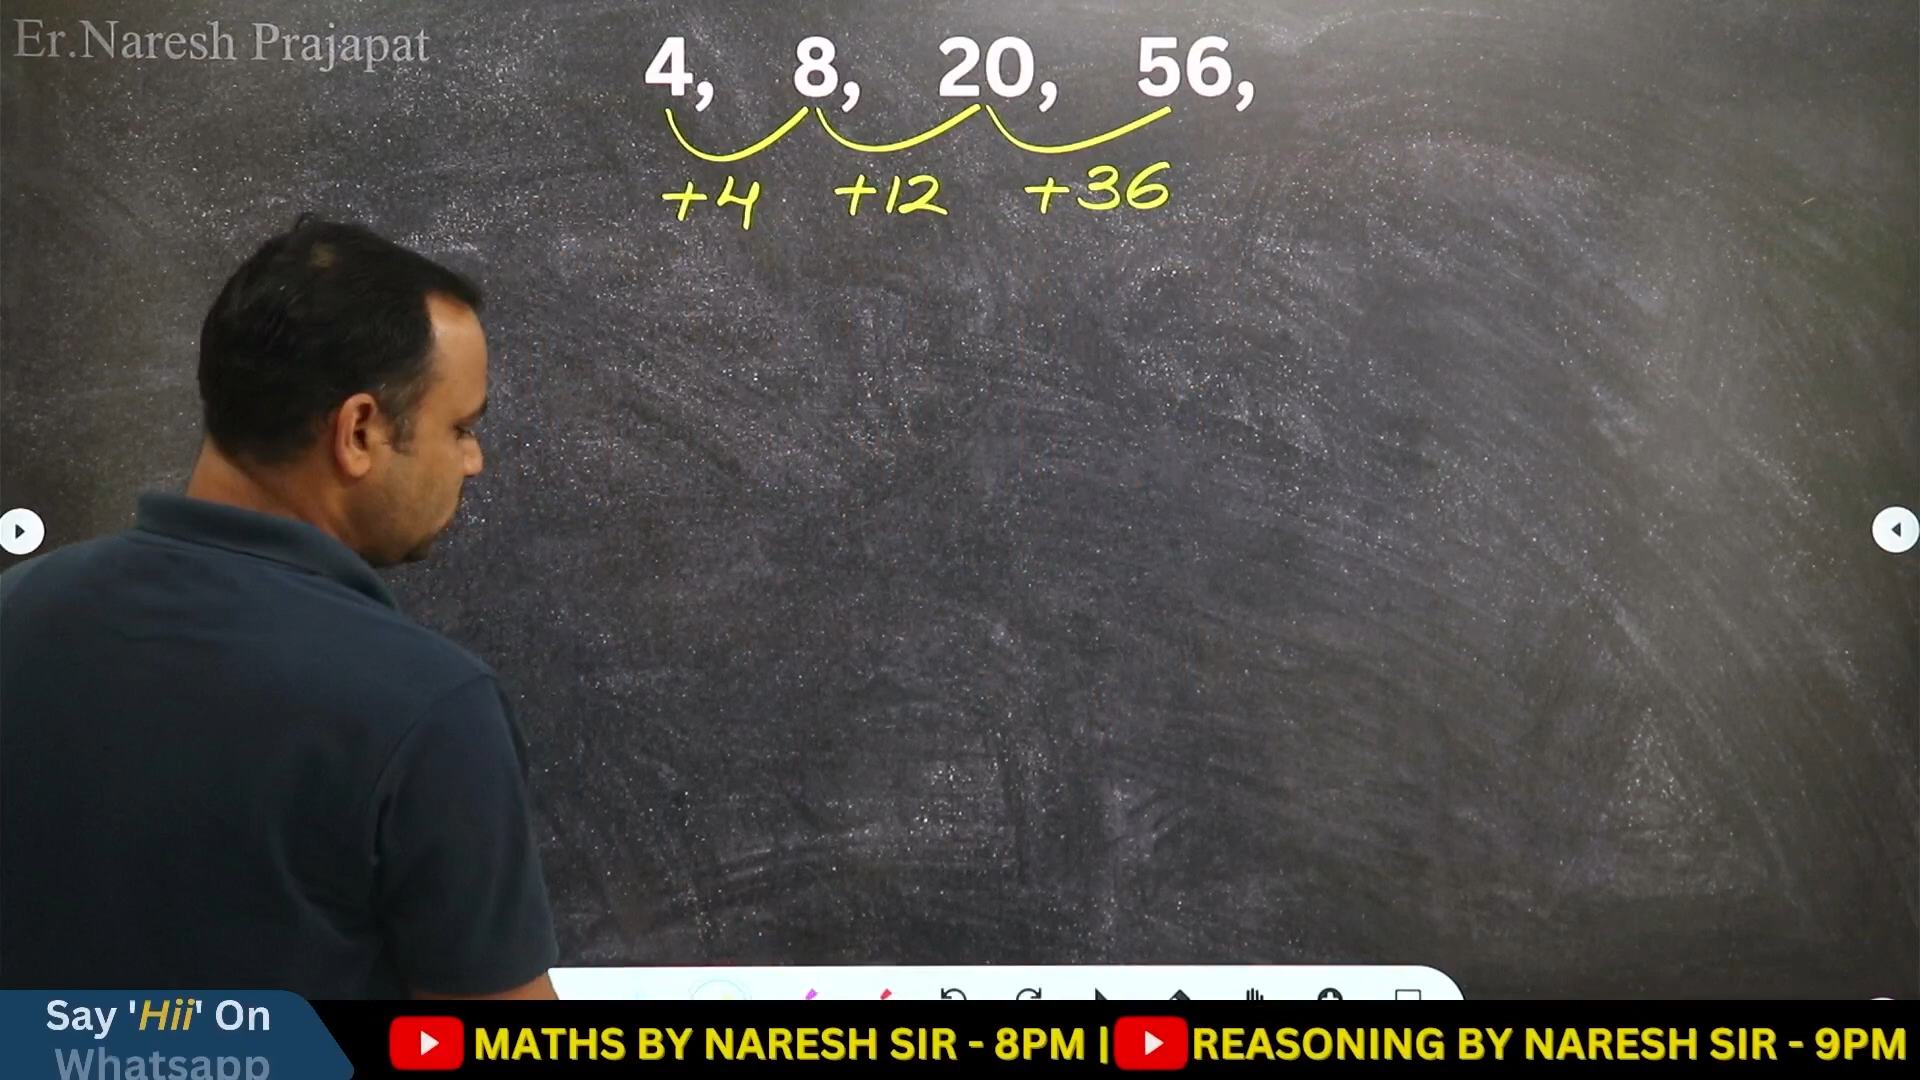 Er.Naresh Prajapat
4, 8, 20, 56,
+4 +12 +36
Say 'Hii' On
Whatsapp
MATHS BY NARESH SIR - 8PM | REASONING BY NARESH SIR - 9PM